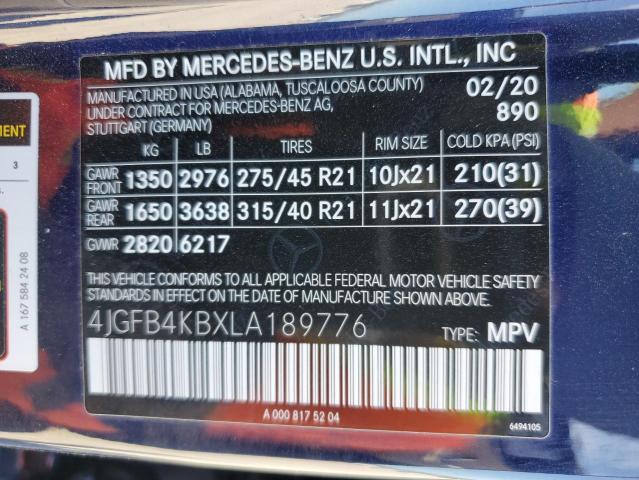 MFD BY MERCEDES-BENZ U.S. INTL., INC
MANUFACTURED IN USA (ALABAMA, TUSCALOOSA COUNTY) 02/20
UNDER CONTRACT FOR MERCEDES-BENZ AG, 890
STUTTGART (GERMANY)
KG LB TIRES RIM SIZE COLD KPA (PSI)
GAWR FRONT 1350 2976 275/45 R21 10Jx21 210(31)
GAWR REAR 1650 3638 315/40 R21 11Jx21 270(39)
GVWR 2820 6217
THIS VEHICLE CONFORMS TO ALL APPLICABLE FEDERAL MOTOR VEHICLE SAFETY
STANDARDS IN EFFECT ON THE DATE OF MANUFACTURE SHOWN ABOVE.
4JGFB4KBXLA189776 TYPE: MPV
A 000 817 52 04
6494105
3
A 167 584 24 08